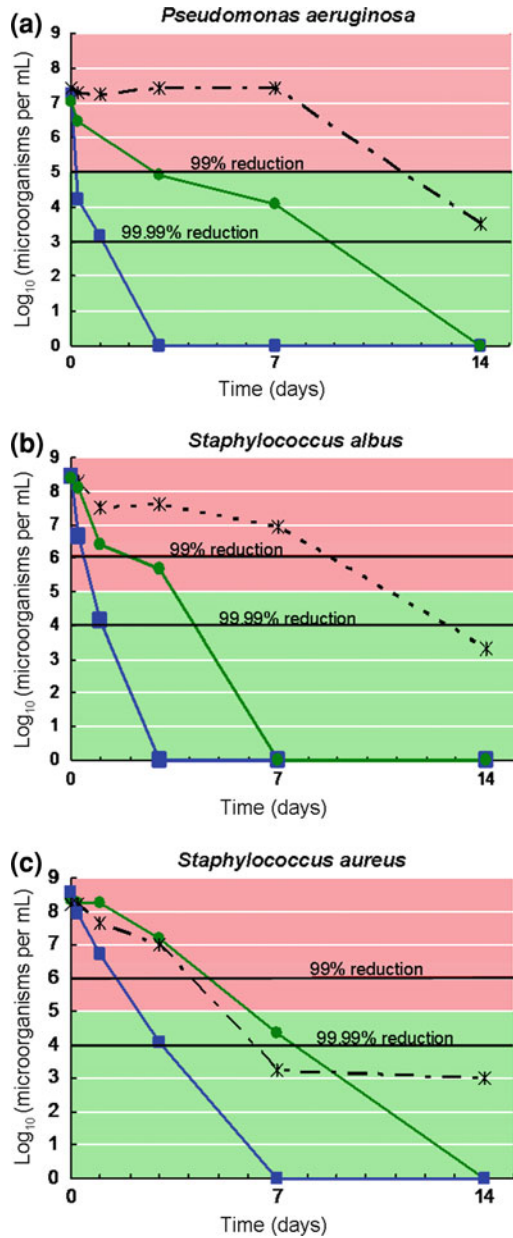 (a) Pseudomonas aeruginosa
9
8
7
6
5
4
3
2
1
0
Log10 (microorganisms per mL)
99% reduction
99.99% reduction
0 7 14
Time (days)
(b) Staphylococcus albus
9
8
7
6
5
4
3
2
1
0
Log10 (microorganisms per mL)
99% reduction
99.99% reduction
0 7 14
Time (days)
(c) Staphylococcus aureus
9
8
7
6
5
4
3
2
1
0
Log10 (microorganisms per mL)
99% reduction
99.99% reduction
0 7 14
Time (days)